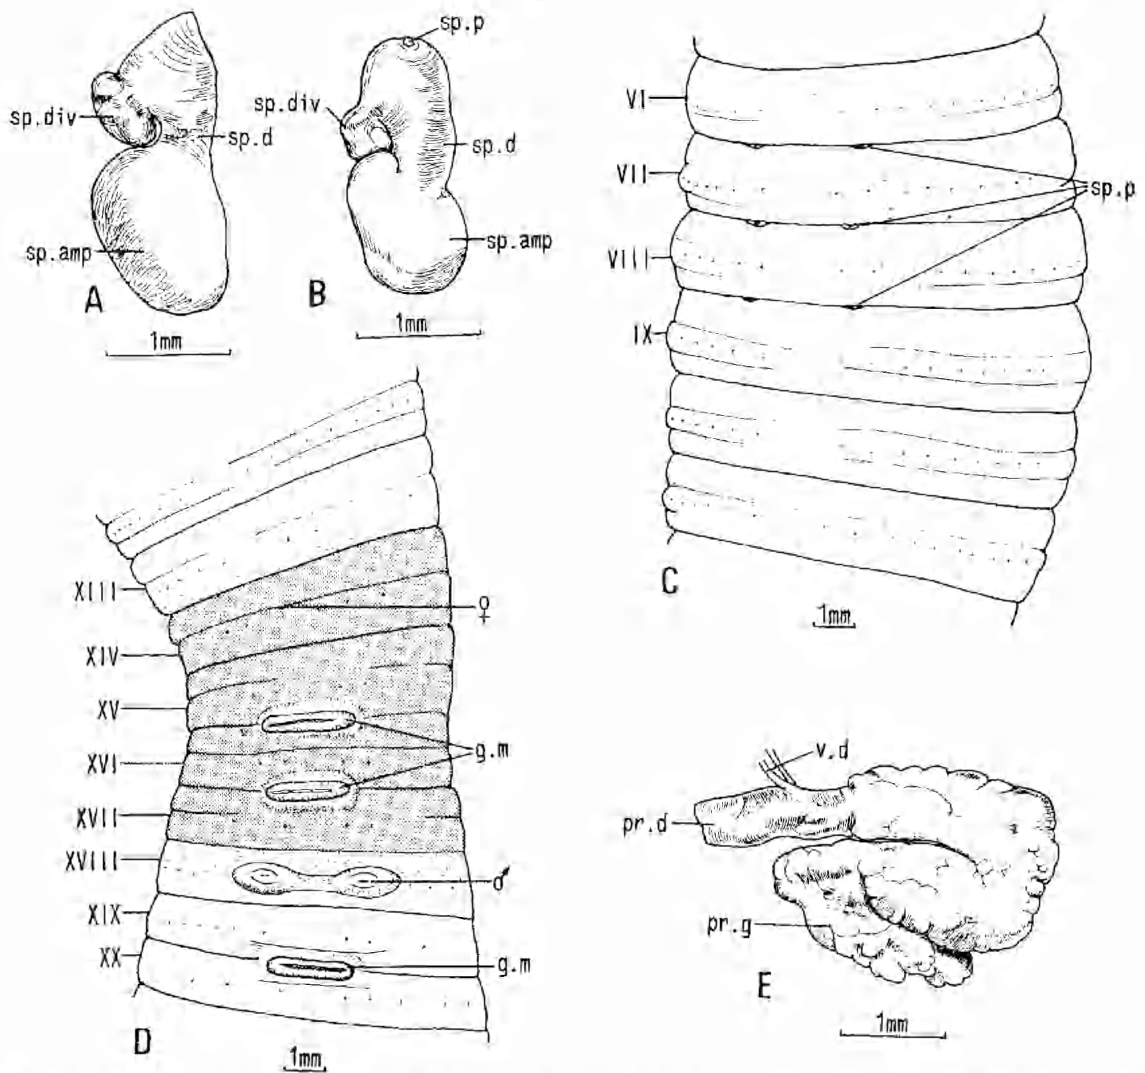 sp.div
sp.d
sp.amp
A
1mm
sp.p
sp.div
sp.d
sp.amp
B
1mm
VI
VII
VIII
IX
sp.p
C
1mm
XIII
♀
XIV
XV
g.m
XVI
XVII
XVIII
♂
XIX
XX
g.m
D
1mm
v.d
pr.d
pr.g
E
1mm